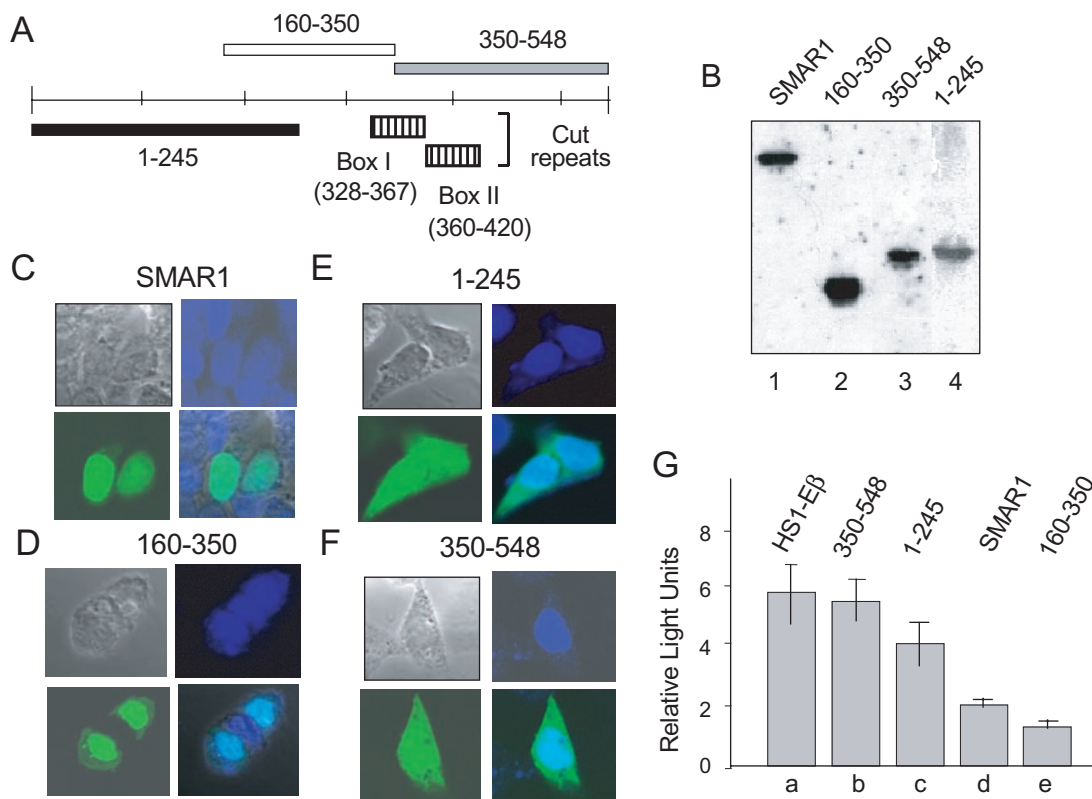 A
160-350
350-548
1-245
Box I
(328-367)
Box II
(360-420)
Cut
repeats
B
SMAR1
160-350
350-548
1-245
1
2
3
4
C
SMAR1
D
160-350
E
1-245
F
350-548
G
HS1-Eβ
350-548
1-245
SMAR1
160-350
Relative Light Units
8
6
4
2
0
a
b
c
d
e